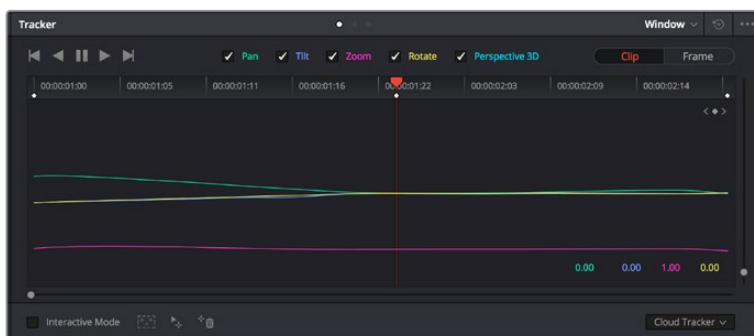 Tracker Window
Pan Tilt Zoom Rotate Perspective 3D Clip Frame
00:00:01:00 00:00:01:05 00:00:01:11 00:00:01:16 00:00:01:22 00:00:02:03 00:00:02:09 00:00:02:14
0.00 0.00 1.00 0.00
Interactive Mode Cloud Tracker